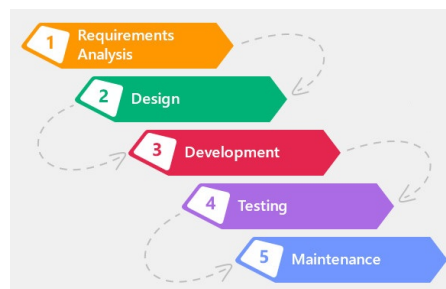 1
Requirements
Analysis
2
Design
3
Development
4
Testing
5
Maintenance